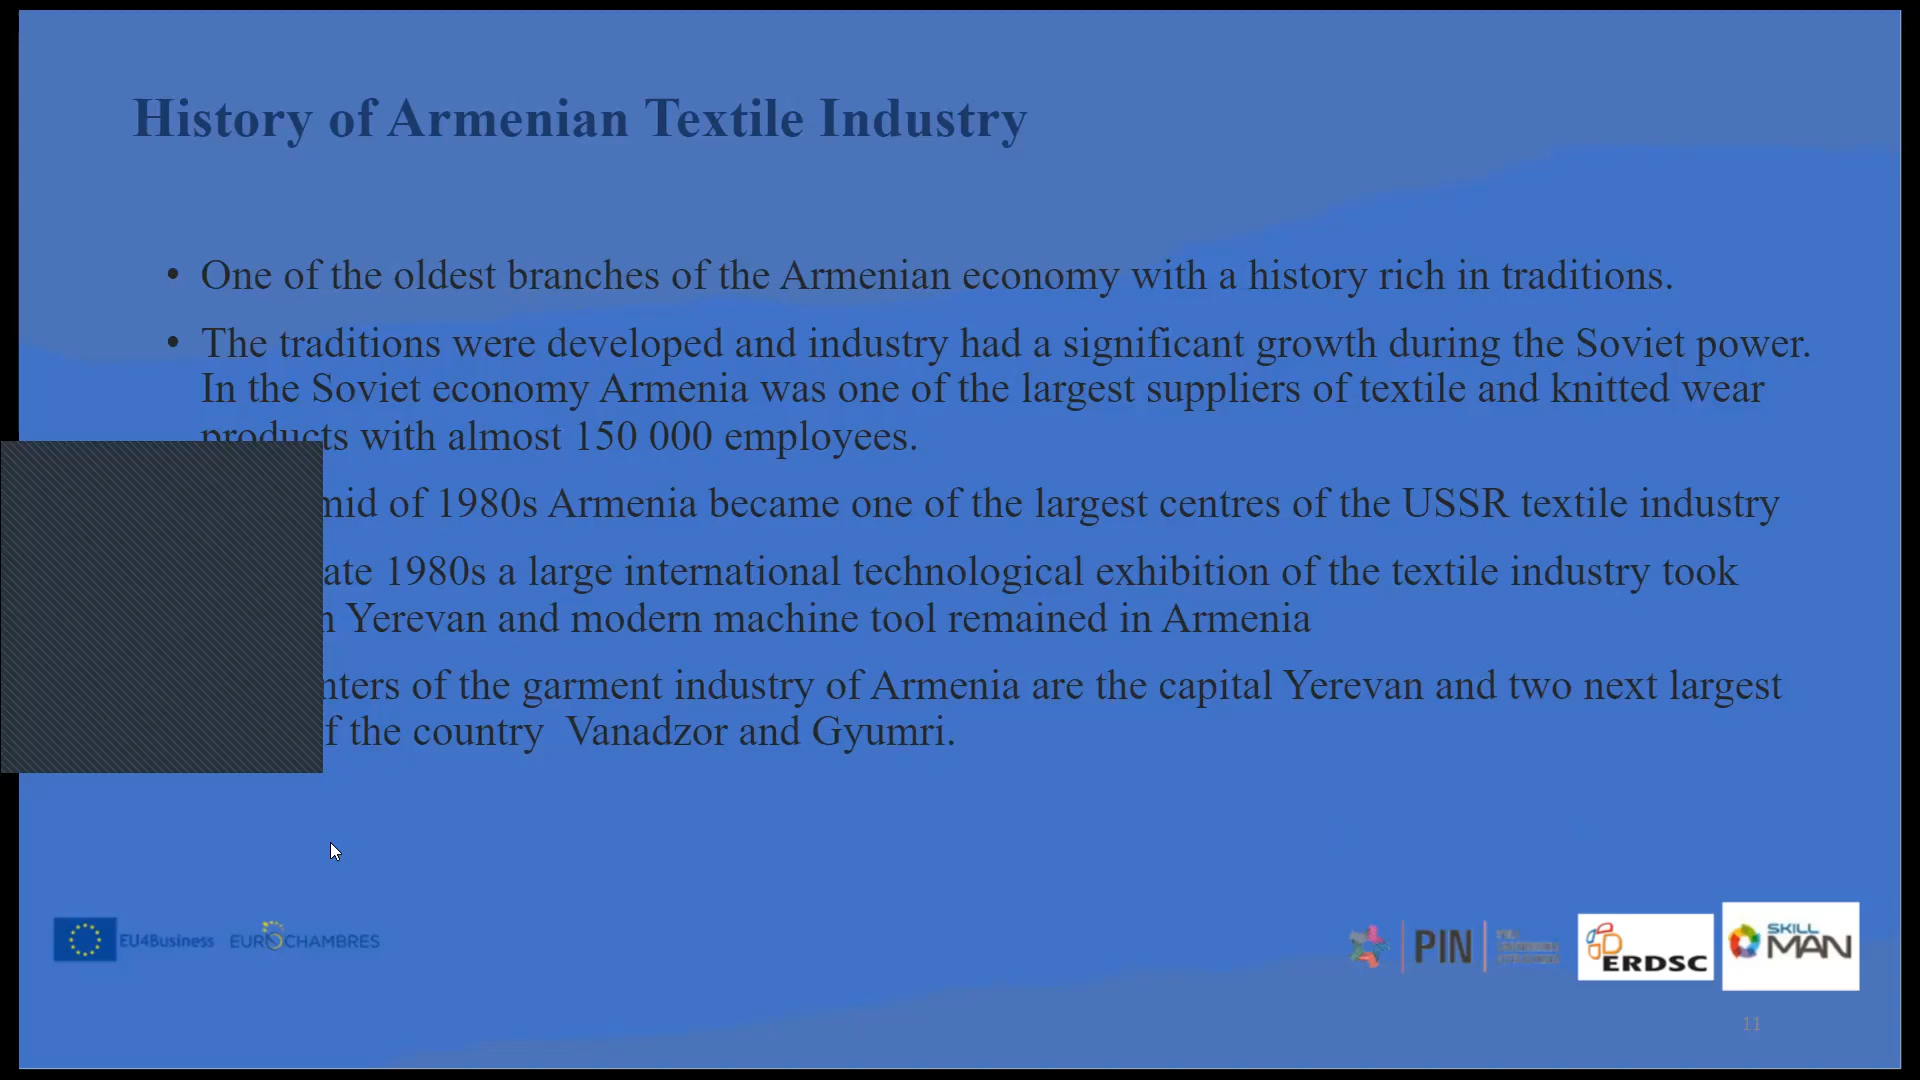 History of Armenian Textile Industry
• One of the oldest branches of the Armenian economy with a history rich in traditions.
• The traditions were developed and industry had a significant growth during the Soviet power.
In the Soviet economy Armenia was one of the largest suppliers of textile and knitted wear
products with almost 150 000 employees.
mid of 1980s Armenia became one of the largest centres of the USSR textile industry
ate 1980s a large international technological exhibition of the textile industry took
n Yerevan and modern machine tool remained in Armenia
nters of the garment industry of Armenia are the capital Yerevan and two next largest
f the country Vanadzor and Gyumri.
EU4Business EUROCHAMBRES
PIN
ERDSC
SKILL
MAN
11